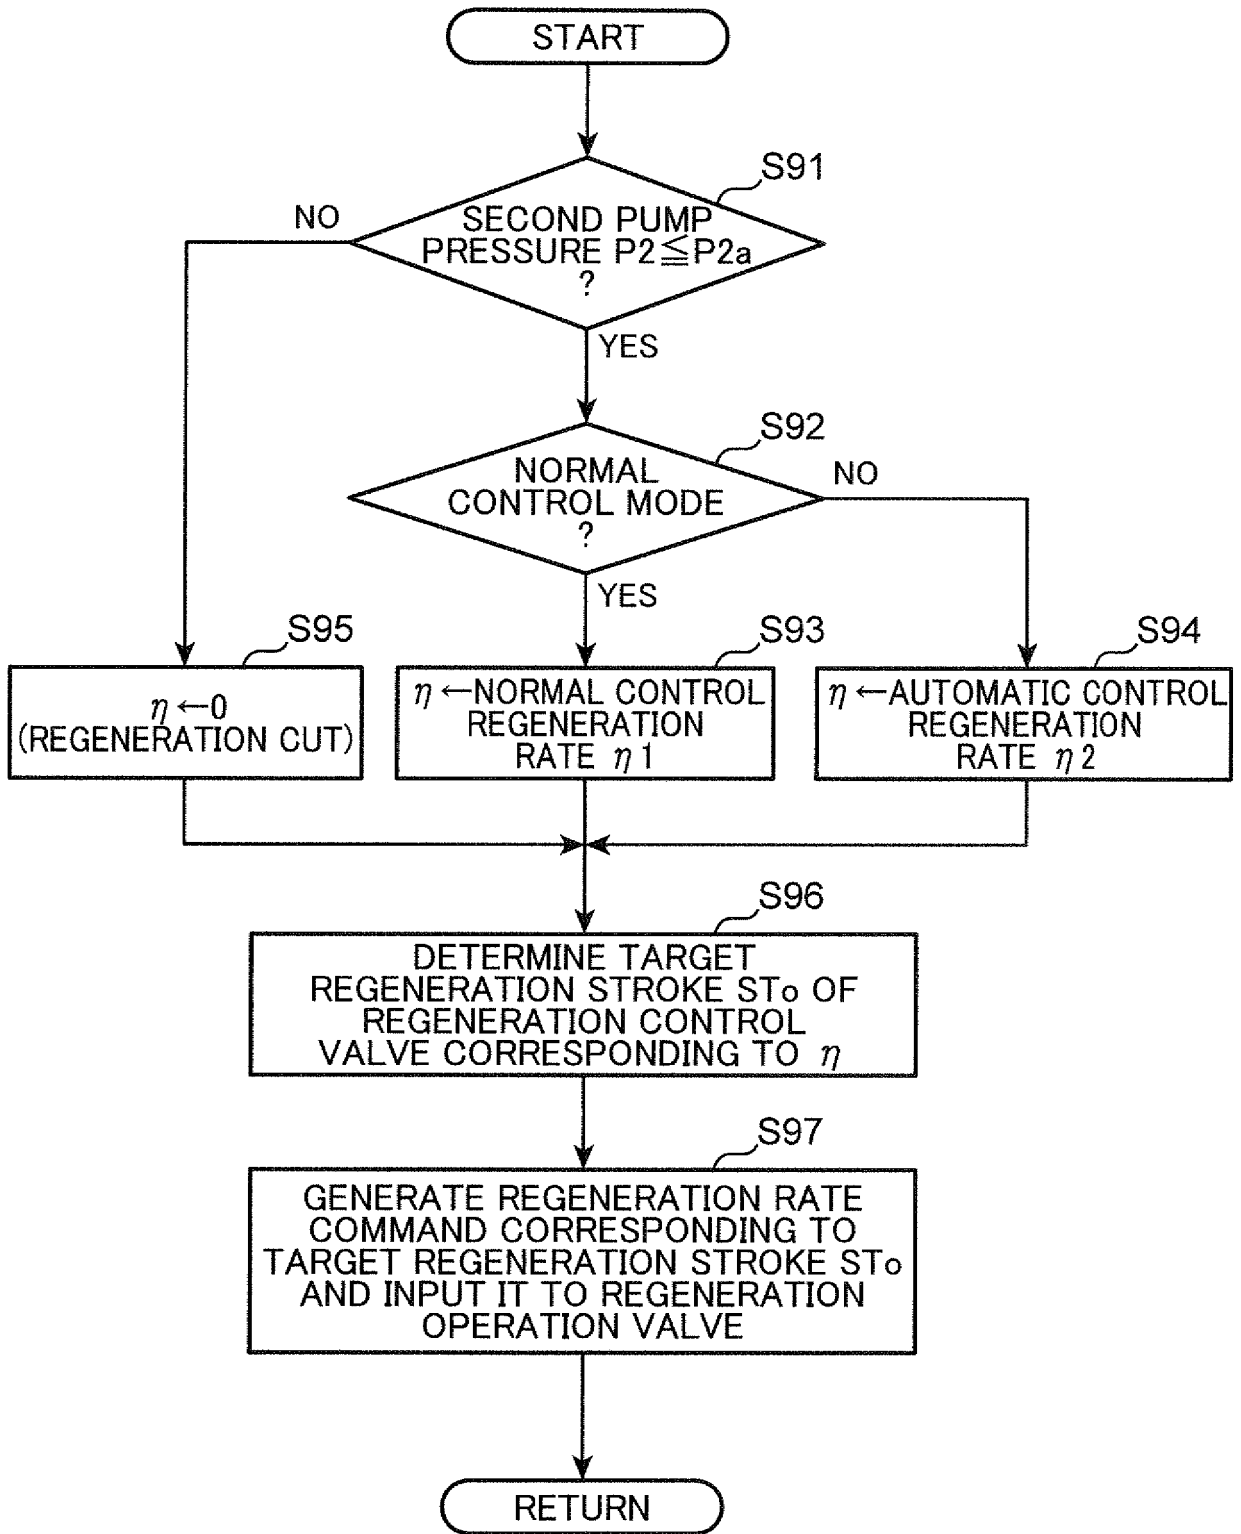 START
S91
NO
SECOND PUMP
PRESSURE P2≦P2a
?
YES
S92
NORMAL
CONTROL MODE
?
NO
YES
S95
η←0
(REGENERATION CUT)
S93
η←NORMAL CONTROL
REGENERATION
RATE η1
S94
η←AUTOMATIC CONTROL
REGENERATION
RATE η2
S96
DETERMINE TARGET
REGENERATION STROKE STo OF
REGENERATION CONTROL
VALVE CORRESPONDING TO η
S97
GENERATE REGENERATION RATE
COMMAND CORRESPONDING TO
TARGET REGENERATION STROKE STo
AND INPUT IT TO REGENERATION
OPERATION VALVE
RETURN